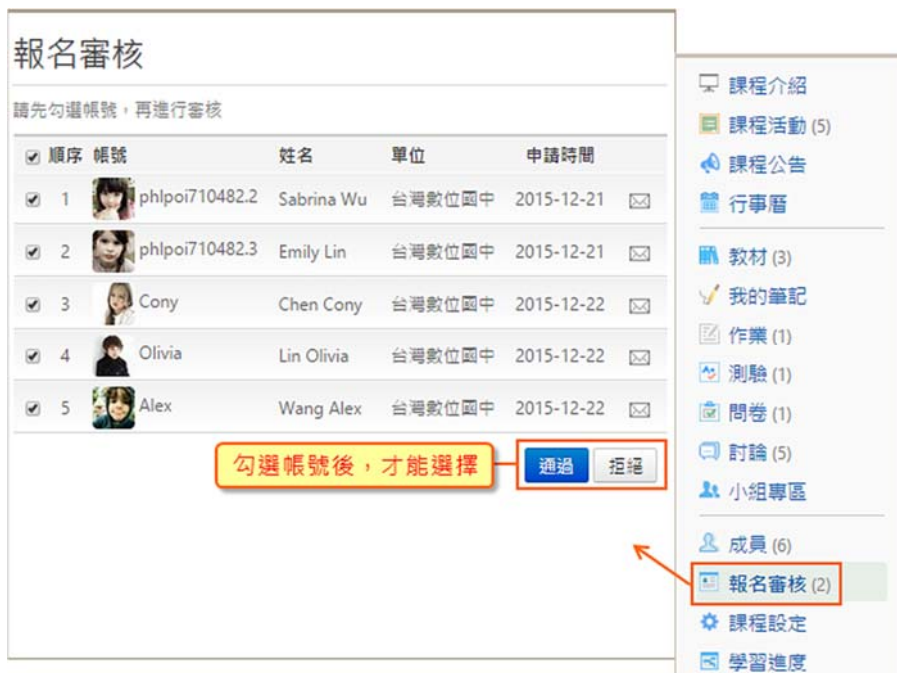 報名審核
請先勾選帳號，再進行審核
順序 帳號 姓名 單位 申請時間
1 phlpoi710482.2 Sabrina Wu 台灣數位國中 2015-12-21
2 phlpoi710482.3 Emily Lin 台灣數位國中 2015-12-21
3 Cony Chen Cony 台灣數位國中 2015-12-22
4 Olivia Lin Olivia 台灣數位國中 2015-12-22
5 Alex Wang Alex 台灣數位國中 2015-12-22
勾選帳號後，才能選擇
通過 拒絕
課程介紹
課程活動 (5)
課程公告
行事曆
教材 (3)
我的筆記
作業 (1)
測驗 (1)
問卷 (1)
討論 (5)
小組專區
成員 (6)
報名審核 (2)
課程設定
學習進度